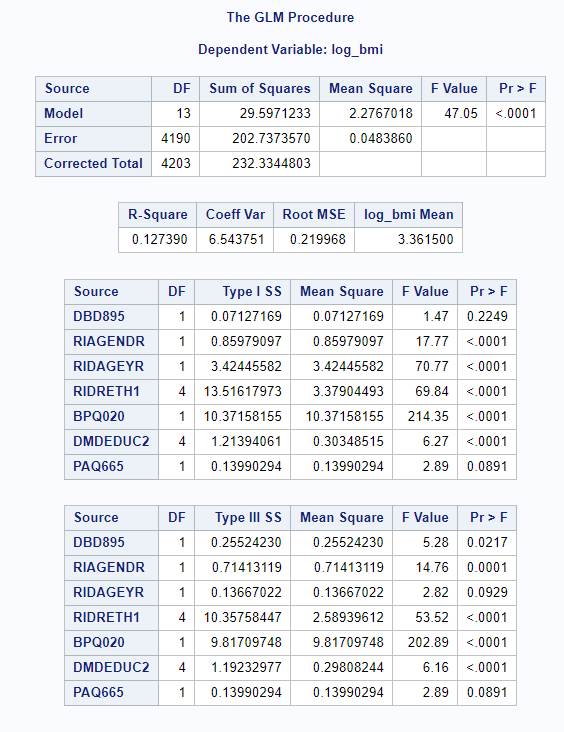 The GLM Procedure
Dependent Variable: log_bmi
Source DF Sum of Squares Mean Square F Value Pr > F
Model 13 29.5971233 2.2767018 47.05 <.0001
Error 4190 202.7373570 0.0483860
Corrected Total 4203 232.3344803
R-Square Coeff Var Root MSE log_bmi Mean
0.127390 6.543751 0.219968 3.361500
Source DF Type I SS Mean Square F Value Pr > F
DBD895 1 0.07127169 0.07127169 1.47 0.2249
RIAGENDR 1 0.85979097 0.85979097 17.77 <.0001
RIDAGEYR 1 3.42445582 3.42445582 70.77 <.0001
RIDRETH1 4 13.51617973 3.37904493 69.84 <.0001
BPQ020 1 10.37158155 10.37158155 214.35 <.0001
DMDEDUC2 4 1.21394061 0.30348515 6.27 <.0001
PAQ665 1 0.13990294 0.13990294 2.89 0.0891
Source DF Type III SS Mean Square F Value Pr > F
DBD895 1 0.25524230 0.25524230 5.28 0.0217
RIAGENDR 1 0.71413119 0.71413119 14.76 0.0001
RIDAGEYR 1 0.13667022 0.13667022 2.82 0.0929
RIDRETH1 4 10.35758447 2.58939612 53.52 <.0001
BPQ020 1 9.81709748 9.81709748 202.89 <.0001
DMDEDUC2 4 1.19232977 0.29808244 6.16 <.0001
PAQ665 1 0.13990294 0.13990294 2.89 0.0891